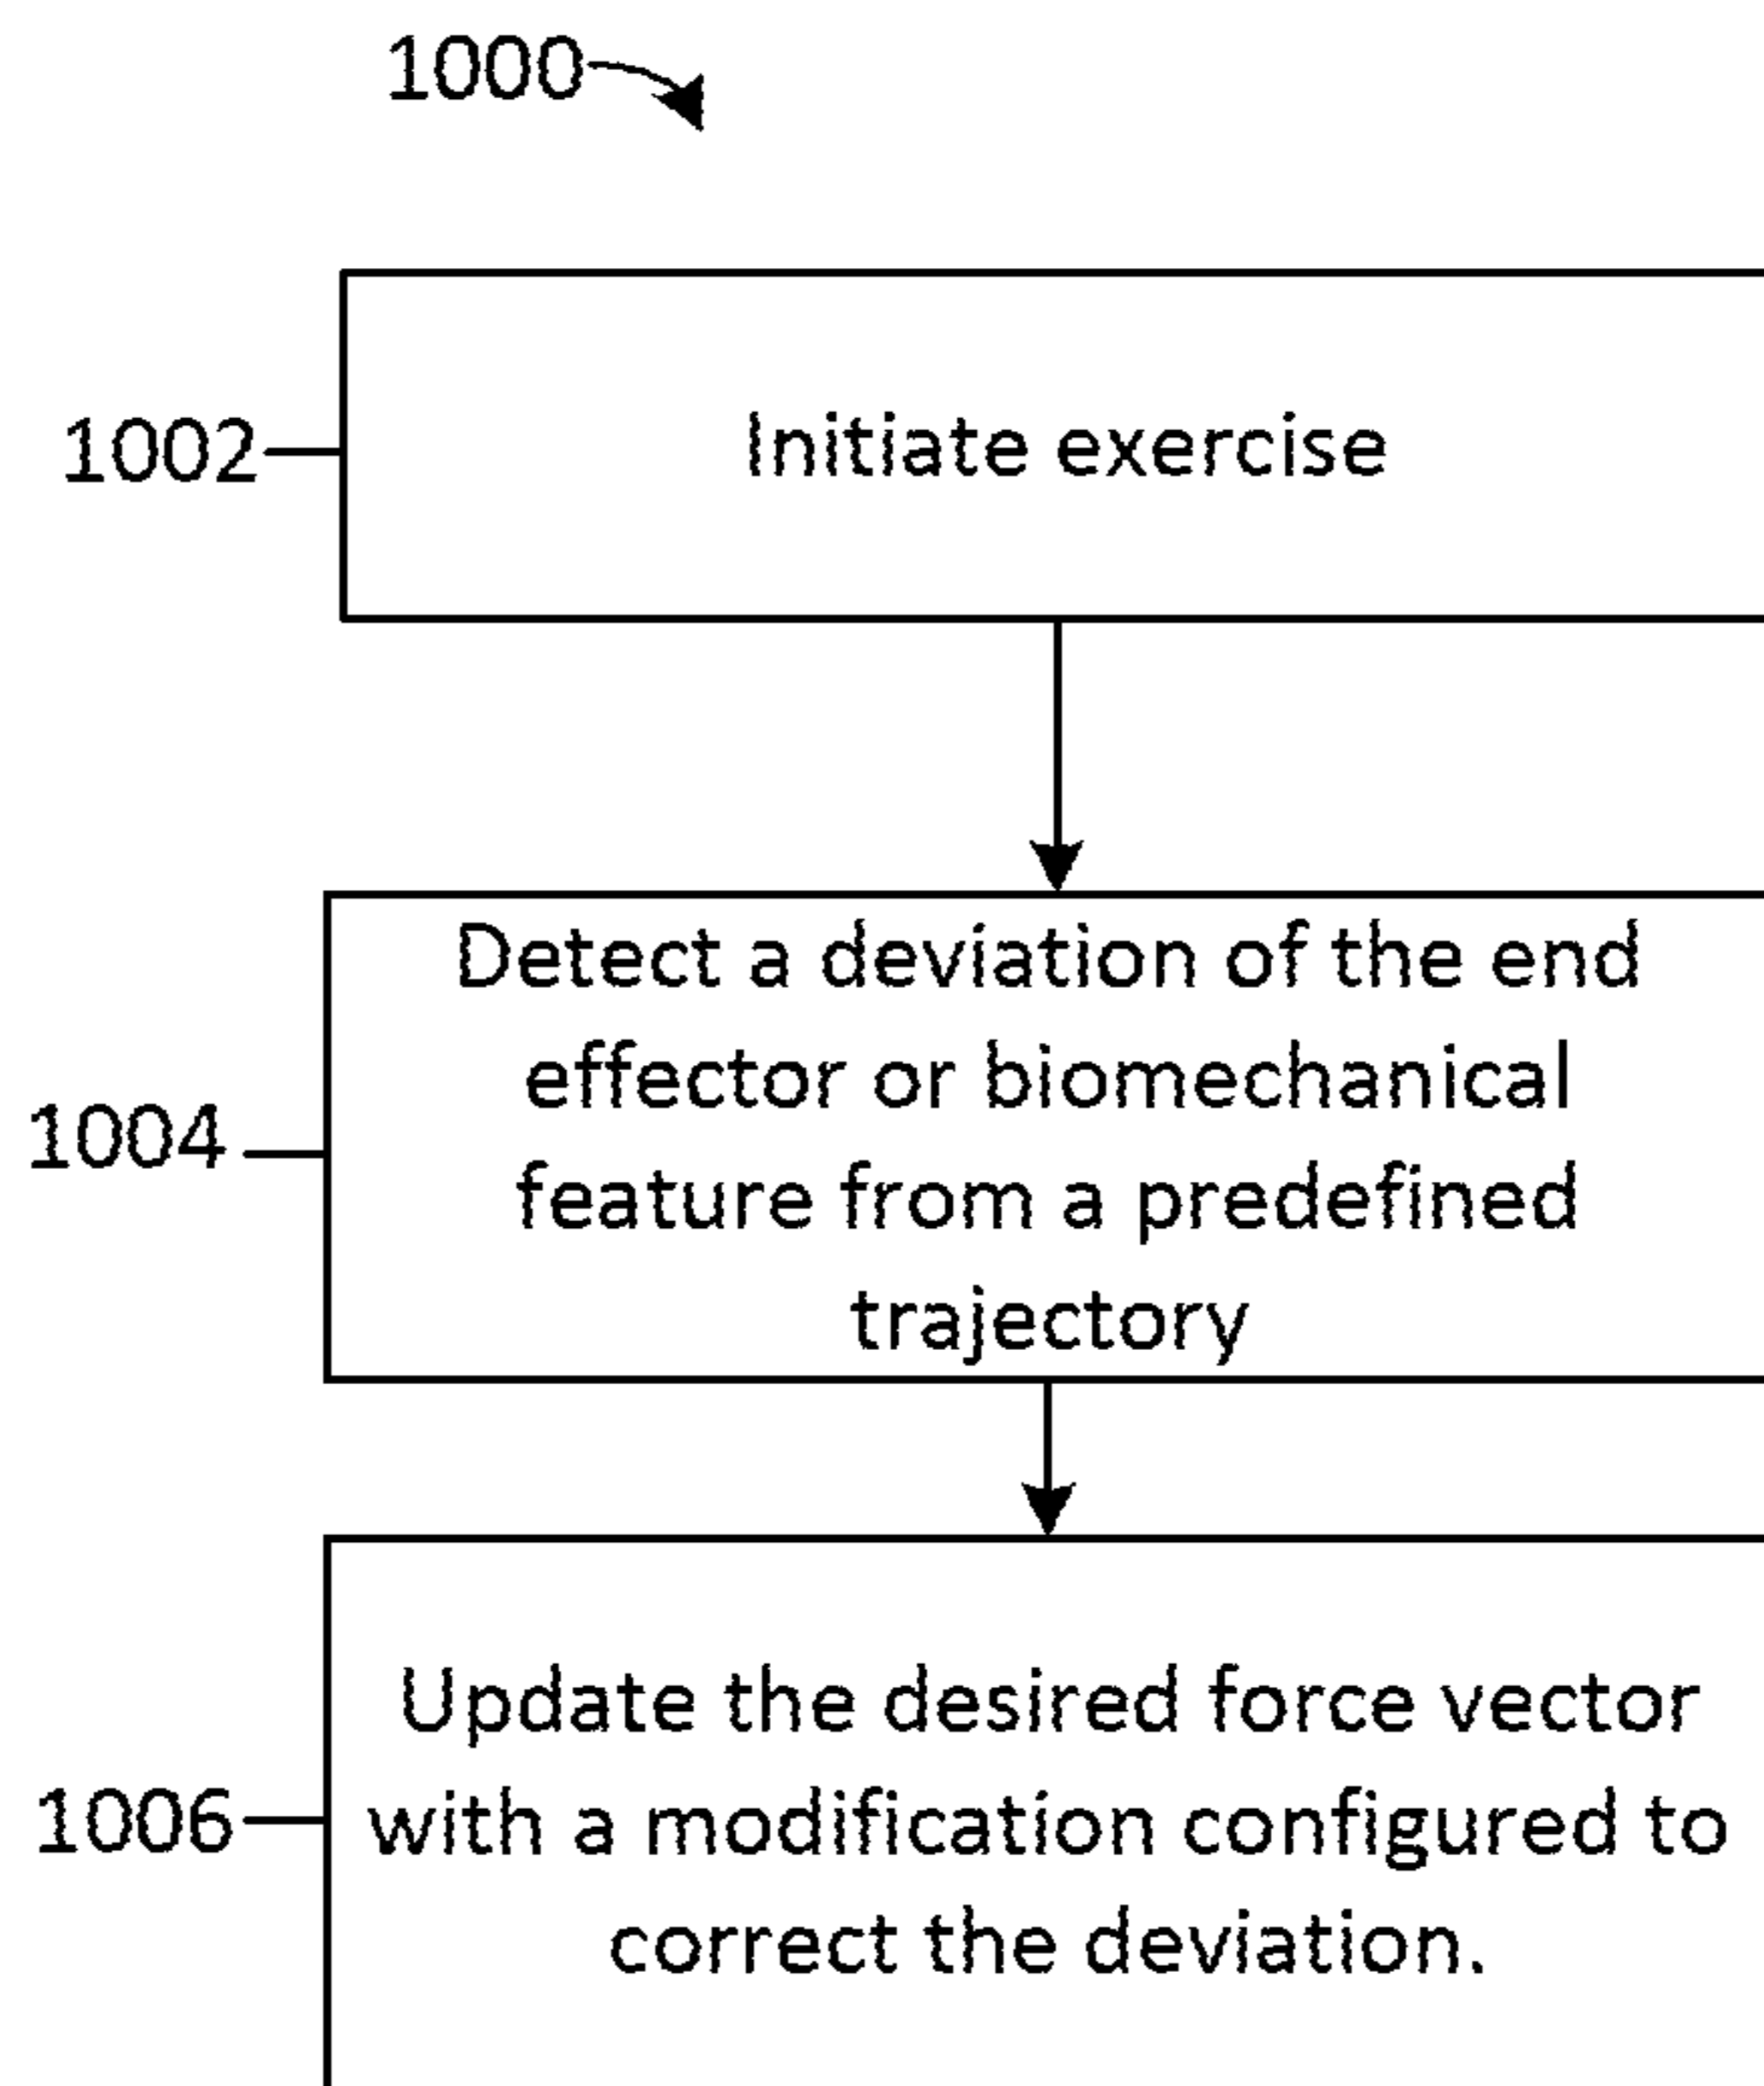 1000
1002
Initiate exercise
Detect a deviation of the end
effector or biomechanical
1004
feature from a predefined
trajectory
Update the desired force vector
1006
with a modification configured to
correct the deviation.